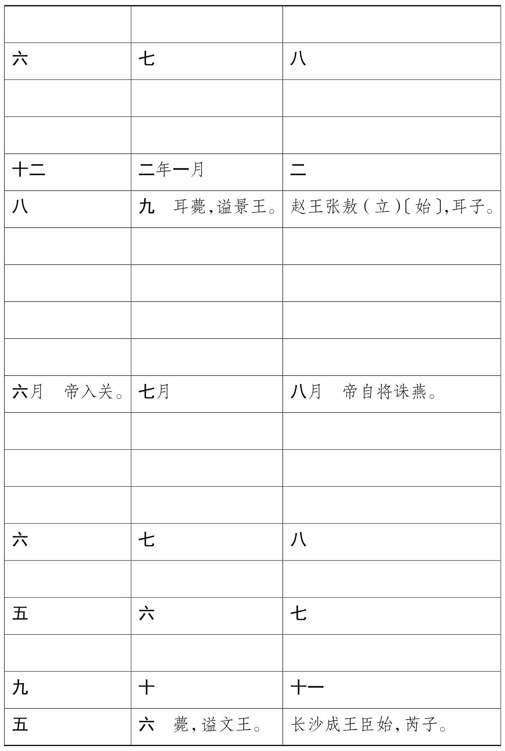 六 七 八
十二 二年一月 二
八 九 耳薨，谥景王。 赵王张敖(立)〔始〕，耳子。
六月 帝入关。 七月 八月 帝自将诛燕。
六 七 八
五 六 七
九 十 十一
五 六 薨，谥文王。 长沙成王臣始，芮子。